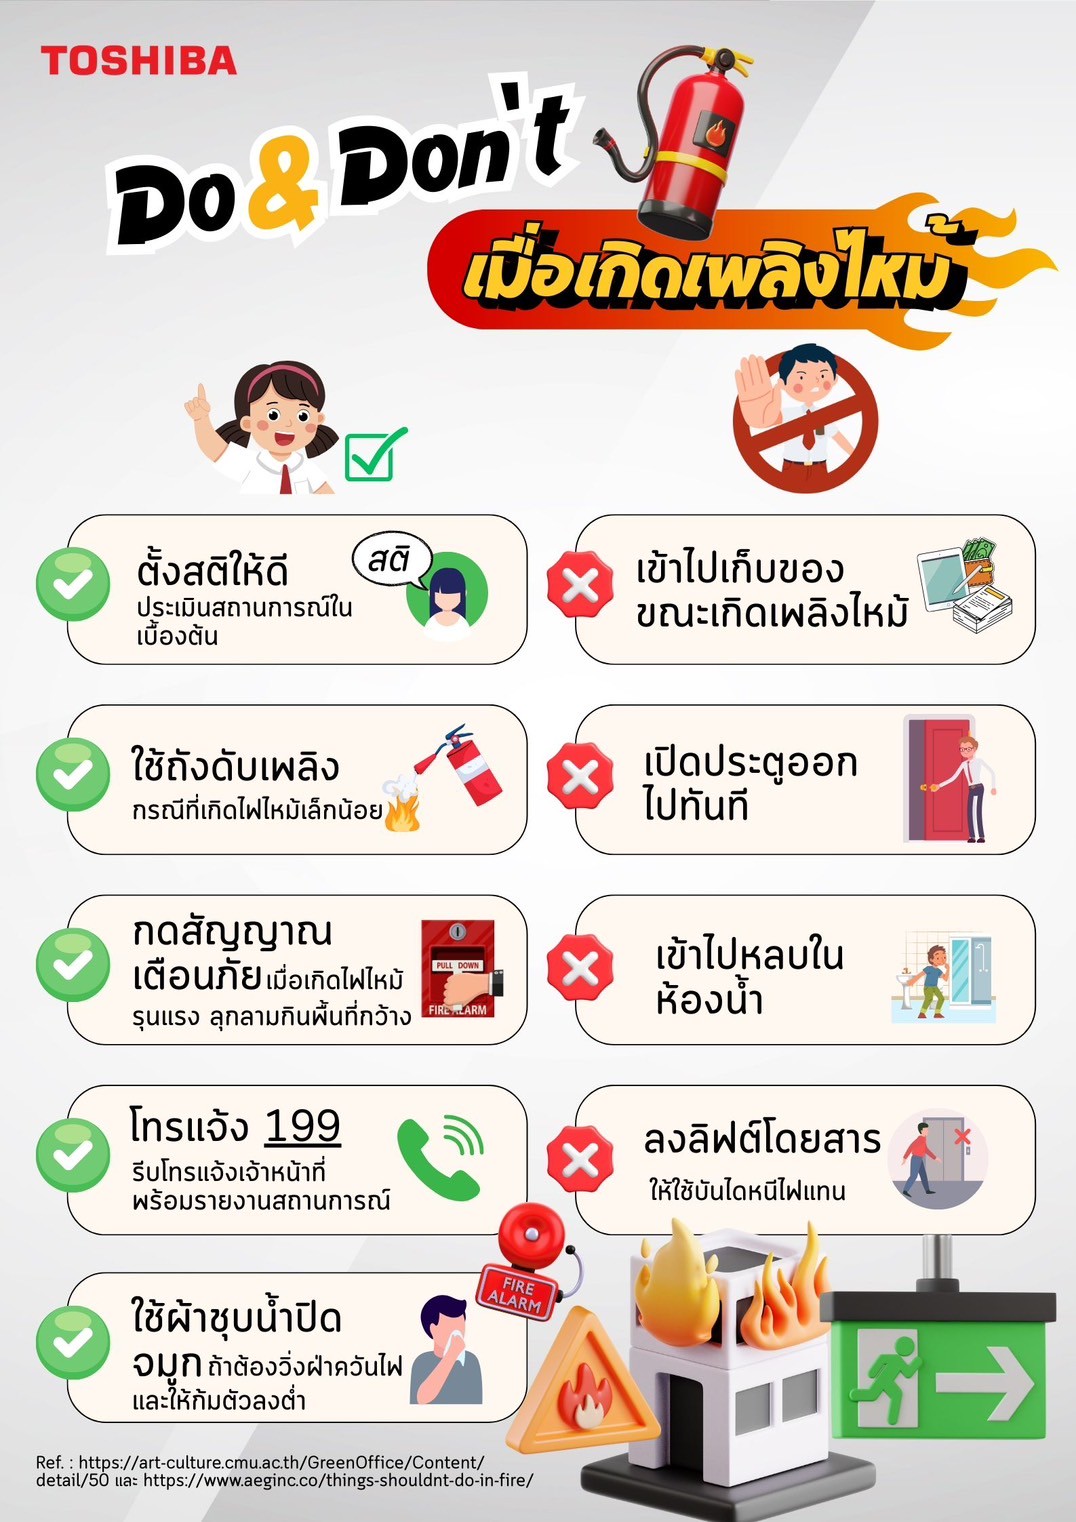 TOSHIBA
Do & Don't
เมื่อเกิดเพลิงไหม้
ตั้งสติให้ดี
ประเมินสถานการณ์ใน
เบื้องต้น
สติ
เข้าไปเก็บของ
ขณะเกิดเพลิงไหม้
ใช้ถังดับเพลิง
กรณีที่เกิดไฟไหม้เล็กน้อย
เปิดประตูออก
ไปทันที
กดสัญญาณ
เตือนภัย เมื่อเกิดไฟไหม้
รุนแรง ลุกลามกินพื้นที่กว้าง
PULL DOWN
FIRE ALARM
เข้าไปหลบใน
ห้องน้ำ
โทรแจ้ง 199
รีบโทรแจ้งเจ้าหน้าที่
พร้อมรายงานสถานการณ์
ลงลิฟต์โดยสาร
ให้ใช้บันไดหนีไฟแทน
ใช้ผ้าชุบน้ำปิด
จมูก ถ้าต้องวิ่งฝ่าควันไฟ
และให้ก้มตัวลงต่ำ
FIRE
ALARM
Ref. : https://art-culture.cmu.ac.th/GreenOffice/Content/
detail/50 และ https://www.aeginc.co/things-shouldnt-do-in-fire/